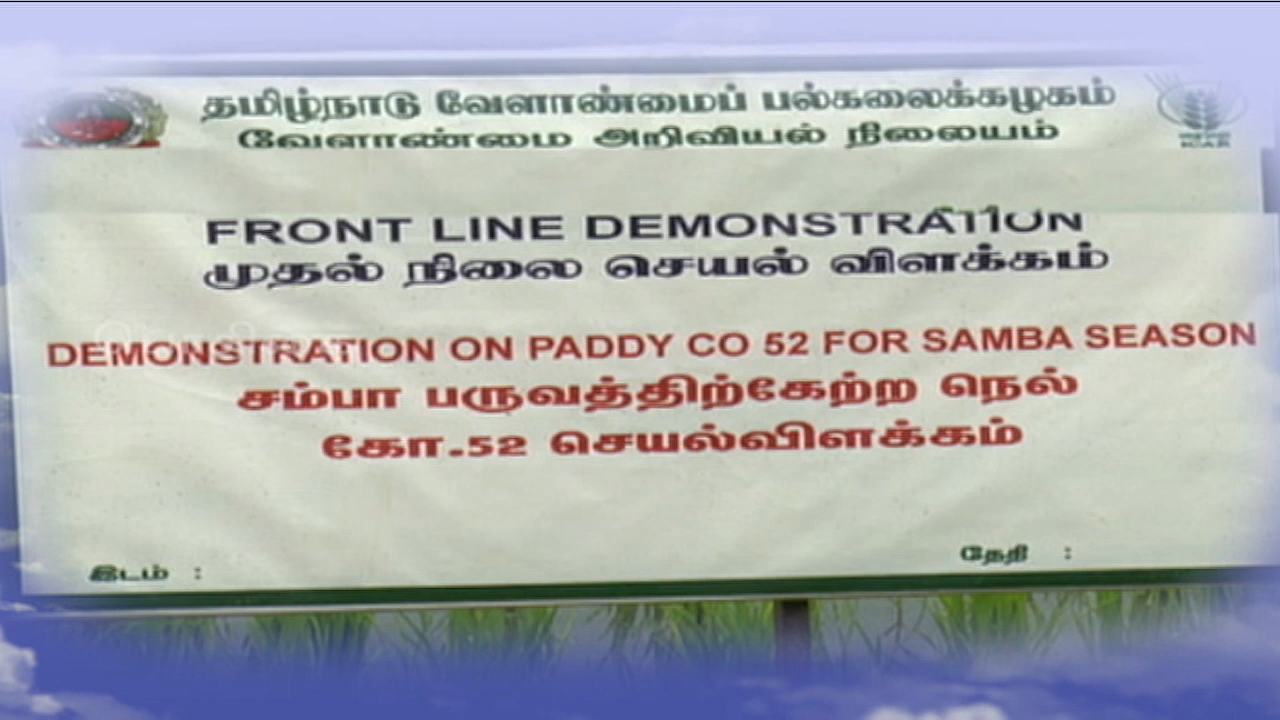 தமிழ்நாடு வேளாண்மைப் பல்கலைக்கழகம்
வேளாண்மை அறிவியல் நிலையம்
ICAR
FRONT LINE DEMONSTRATION
முதல் நிலை செயல் விளக்கம்
DEMONSTRATION ON PADDY CO 52 FOR SAMBA SEASON
சம்பா பருவத்திற்கேற்ற நெல்
கோ.52 செயல்விளக்கம்
இடம் :
தேதி :